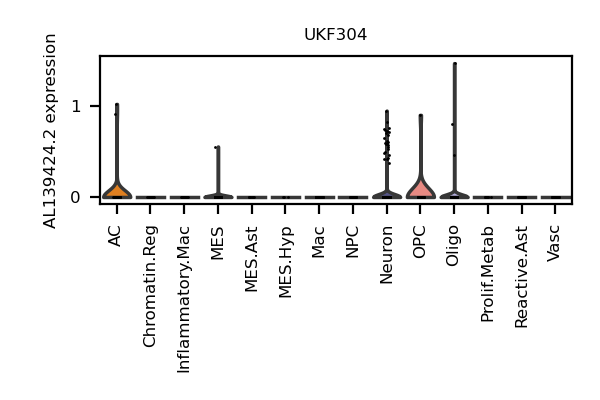 UKF304
AL139424.2 expression
1
0
AC
Chromatin.Reg
Inflammatory.Mac
MES
MES.Ast
MES.Hyp
Mac
NPC
Neuron
OPC
Oligo
Prolif.Metab
Reactive.Ast
Vasc